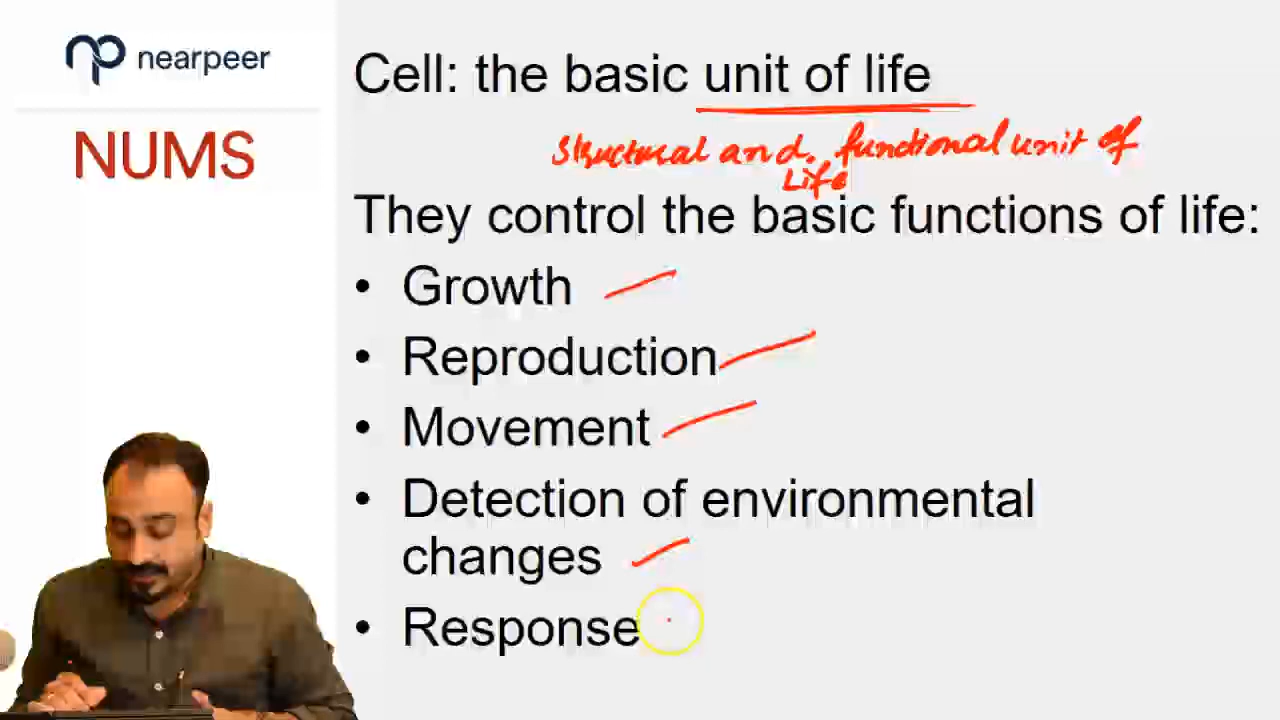 nearpeer
NUMS
Cell: the basic unit of life
Structural and functional unit of
Life
They control the basic functions of life:
• Growth
• Reproduction
• Movement
• Detection of environmental
changes
• Response